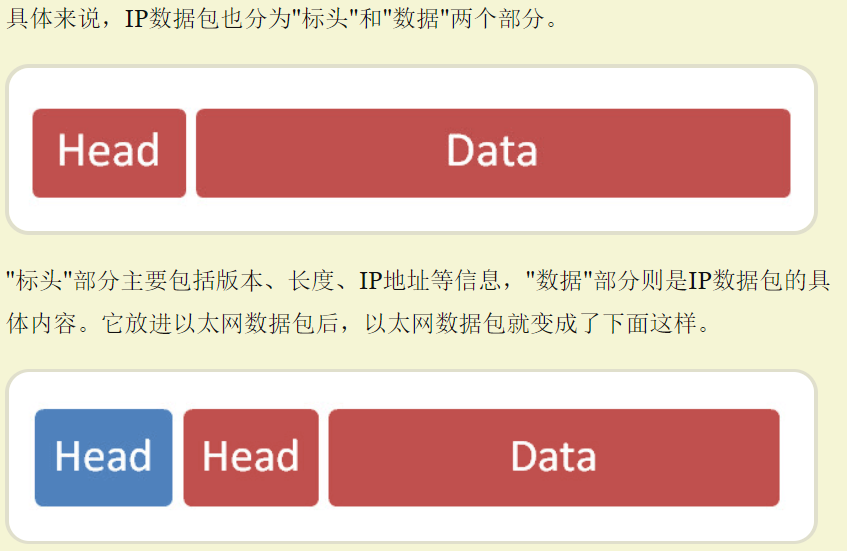 具体来说，IP数据包也分为"标头"和"数据"两个部分。
Head Data
"标头"部分主要包括版本、长度、IP地址等信息，"数据"部分则是IP数据包的具
体内容。它放进以太网数据包后，以太网数据包就变成了下面这样。
Head Head Data